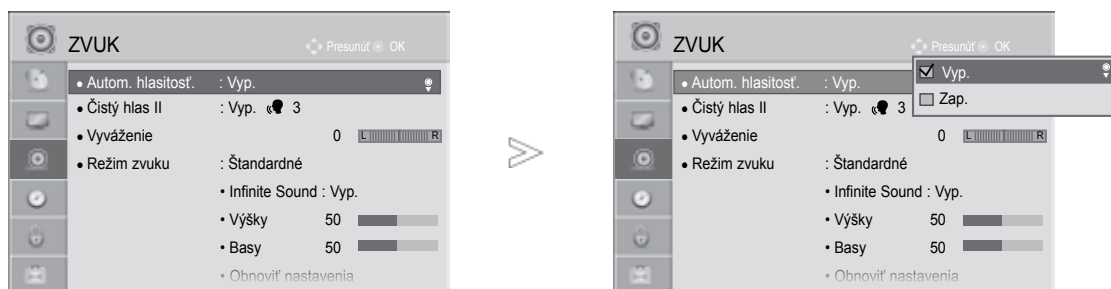 ZVUK
Presunúť OK
• Autom. hlasitosť. : Vyp.
• Čistý hlas II : Vyp. 3
• Vyváženie 0 L R
• Režim zvuku : Štandardné
• Infinite Sound : Vyp.
• Výšky 50
• Basy 50
• Obnoviť nastavenia
ZVUK
Presunúť OK
• Autom. hlasitosť. : Vyp.
Vyp.
Zap.
• Čistý hlas II : Vyp. 3
• Vyváženie 0 L R
• Režim zvuku : Štandardné
• Infinite Sound : Vyp.
• Výšky 50
• Basy 50
• Obnoviť nastavenia